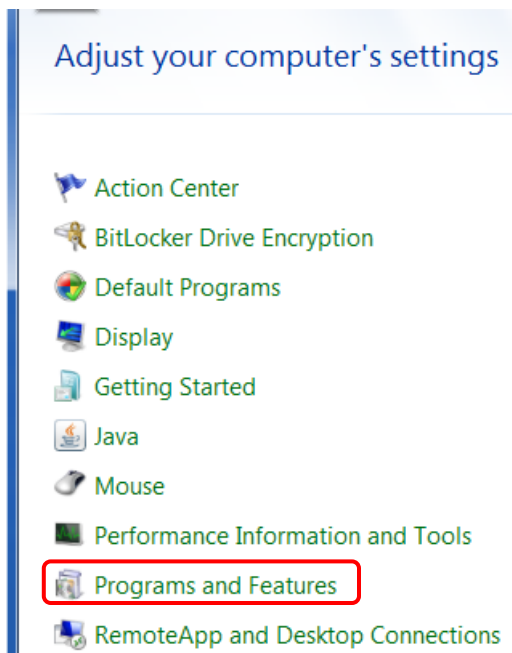 Adjust your computer's settings
Action Center
BitLocker Drive Encryption
Default Programs
Display
Getting Started
Java
Mouse
Performance Information and Tools
Programs and Features
RemoteApp and Desktop Connections